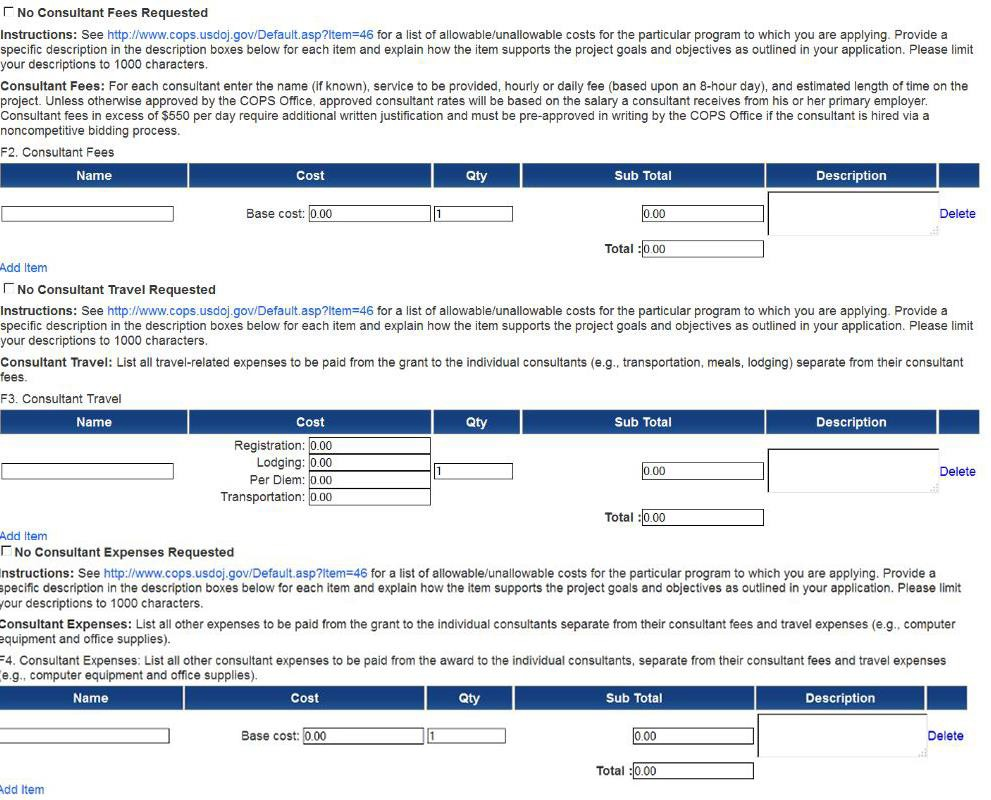 No Consultant Fees Requested
Instructions: See http://www.cops.usdoj.gov/Default.asp?Item=46 for a list of allowable/unallowable costs for the particular program to which you are applying. Provide a
specific description in the description boxes below for each item and explain how the item supports the project goals and objectives as outlined in your application. Please limit
your descriptions to 1000 characters.
Consultant Fees: For each consultant enter the name (if known), service to be provided, hourly or daily fee (based upon an 8-hour day), and estimated length of time on the
project. Unless otherwise approved by the COPS Office, approved consultant rates will be based on the salary a consultant receives from his or her primary employer.
Consultant fees in excess of $550 per day require additional written justification and must be pre-approved in writing by the COPS Office if the consultant is hired via a
noncompetitive bidding process.
F2. Consultant Fees
Name Cost Qty Sub Total Description
Base cost: 0.00 1 0.00 Delete
Total : 0.00
Add Item
No Consultant Travel Requested
Instructions: See http://www.cops.usdoj.gov/Default.asp?Item=46 for a list of allowable/unallowable costs for the particular program to which you are applying. Provide a
specific description in the description boxes below for each item and explain how the item supports the project goals and objectives as outlined in your application. Please limit
your descriptions to 1000 characters.
Consultant Travel: List all travel-related expenses to be paid from the grant to the individual consultants (e.g., transportation, meals, lodging) separate from their consultant
fees.
F3. Consultant Travel
Name Cost Qty Sub Total Description
Registration: 0.00
Lodging: 0.00
1 0.00 Delete
Per Diem: 0.00
Transportation: 0.00
Total : 0.00
Add Item
No Consultant Expenses Requested
Instructions: See http://www.cops.usdoj.gov/Default.asp?Item=46 for a list of allowable/unallowable costs for the particular program to which you are applying. Provide a
specific description in the description boxes below for each item and explain how the item supports the project goals and objectives as outlined in your application. Please limit
your descriptions to 1000 characters.
Consultant Expenses: List all other expenses to be paid from the grant to the individual consultants separate from their consultant fees and travel expenses (e.g., computer
equipment and office supplies).
F4. Consultant Expenses: List all other consultant expenses to be paid from the award to the individual consultants, separate from their consultant fees and travel expenses
(e.g., computer equipment and office supplies).
Name Cost Qty Sub Total Description
Base cost: 0.00 1 0.00 Delete
Total : 0.00
Add Item